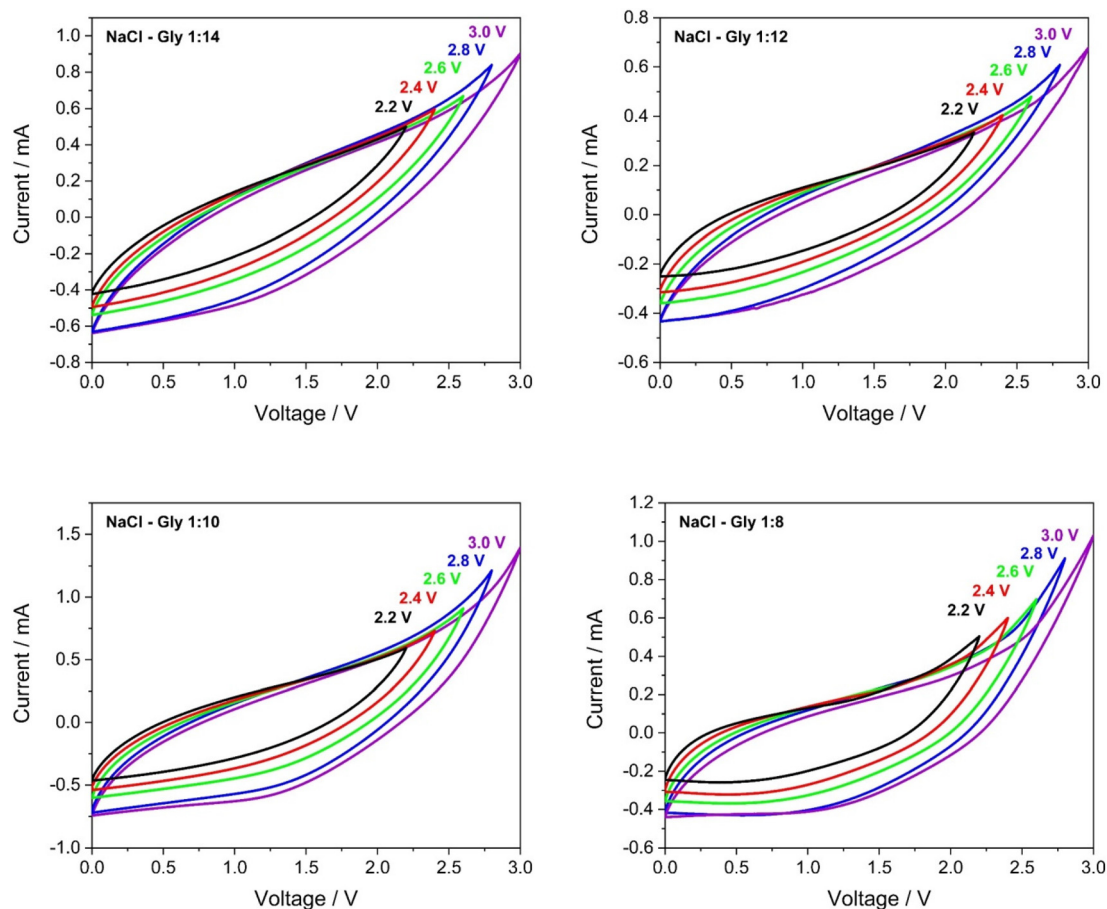 NaCl - Gly 1:14
3.0 V
2.8 V
2.6 V
2.4 V
2.2 V
1.0
0.8
0.6
0.4
0.2
0.0
-0.2
-0.4
-0.6
-0.8
Current / mA
0.0 0.5 1.0 1.5 2.0 2.5 3.0
Voltage / V
NaCl - Gly 1:12
3.0 V
2.8 V
2.6 V
2.4 V
2.2 V
0.8
0.6
0.4
0.2
0.0
-0.2
-0.4
-0.6
Current / mA
0.0 0.5 1.0 1.5 2.0 2.5 3.0
Voltage / V
NaCl - Gly 1:10
3.0 V
2.8 V
2.6 V
2.4 V
2.2 V
1.5
1.0
0.5
0.0
-0.5
-1.0
Current / mA
0.0 0.5 1.0 1.5 2.0 2.5 3.0
Voltage / V
NaCl - Gly 1:8
3.0 V
2.8 V
2.6 V
2.4 V
2.2 V
1.2
1.0
0.8
0.6
0.4
0.2
0.0
-0.2
-0.4
-0.6
Current / mA
0.0 0.5 1.0 1.5 2.0 2.5 3.0
Voltage / V